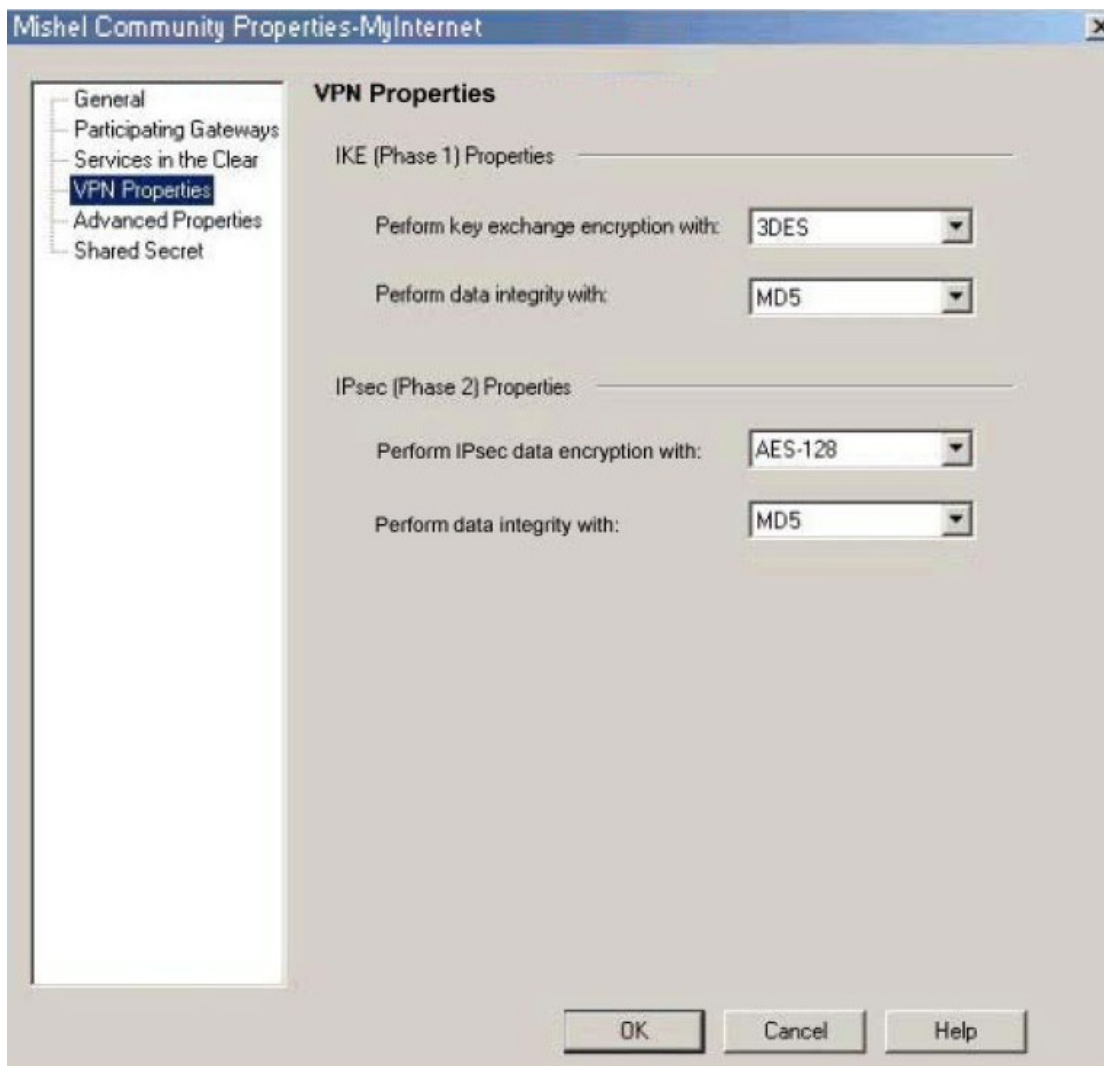 Mishel Community Properties-MyInternet
General
Participating Gateways
Services in the Clear
VPN Properties
Advanced Properties
Shared Secret
VPN Properties
IKE (Phase 1) Properties
Perform key exchange encryption with: 3DES
Perform data integrity with: MD5
IPsec (Phase 2) Properties
Perform IPsec data encryption with: AES-128
Perform data integrity with: MD5
OK Cancel Help